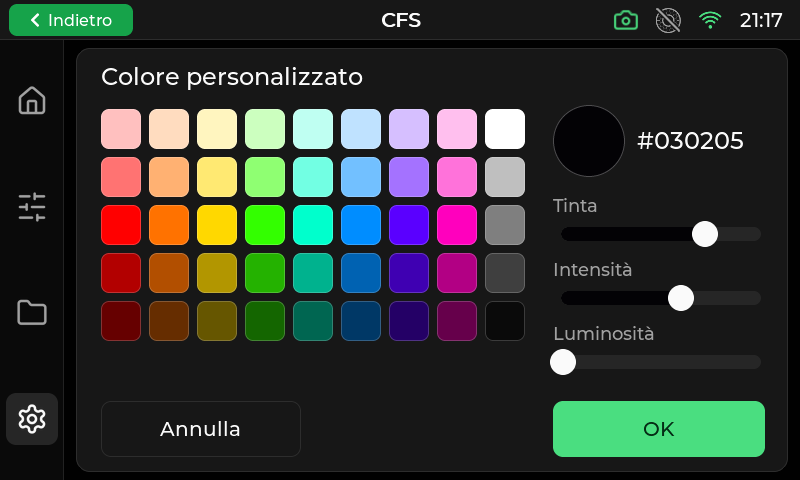 Indietro
CFS
21:17
Colore personalizzato
#030205
Tinta
Intensità
Luminosità
Annulla
OK